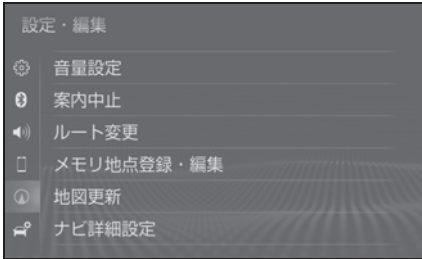 設定・編集
音量設定
案内中止
ルート変更
メモリ地点登録・編集
地図更新
ナビ詳細設定